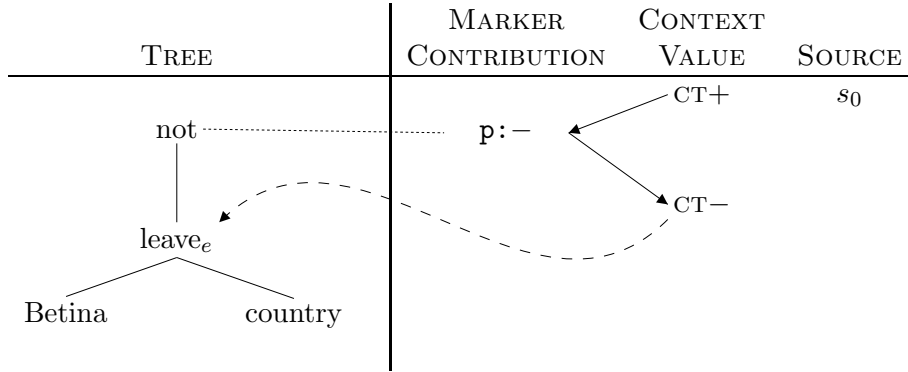 MARKER CONTEXT
TREE CONTRIBUTION VALUE SOURCE
CT+ s0
not p:−
CT−
leavee
Betina country